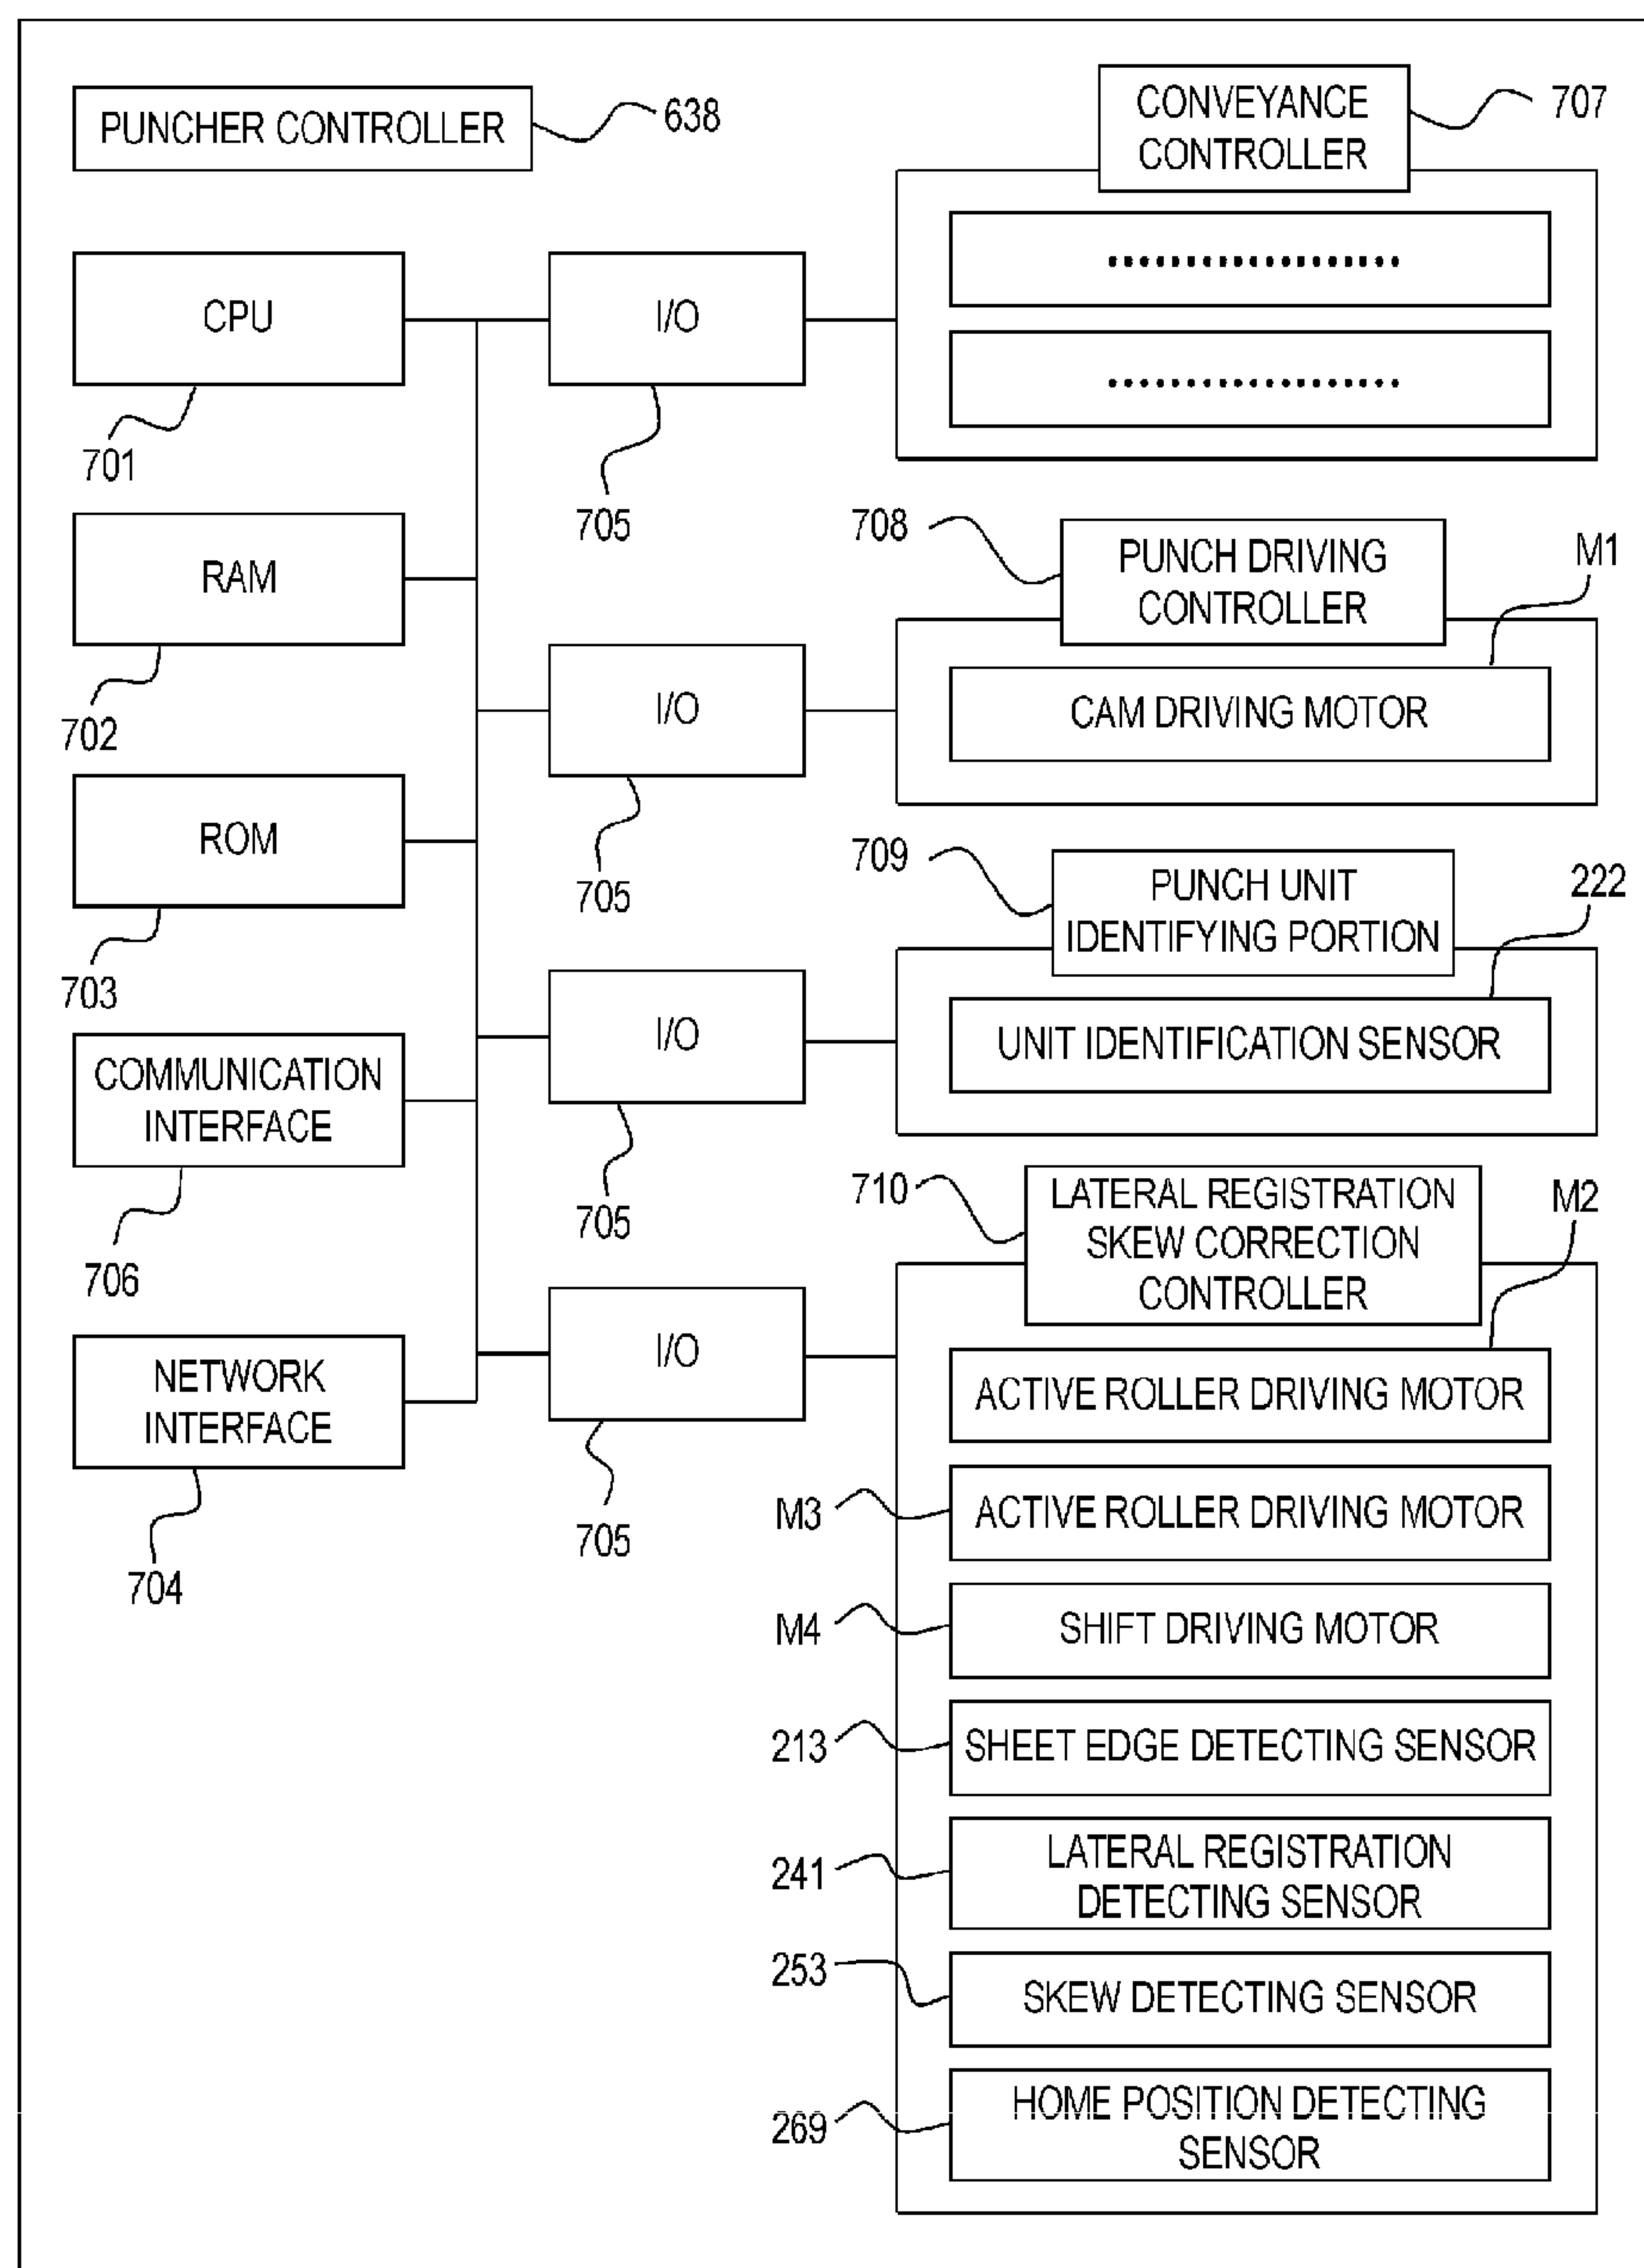 PUNCHER CONTROLLER
638
CONVEYANCE
CONTROLLER
707
...................
...................
CPU
701
I/O
705
RAM
702
708
PUNCH DRIVING
CONTROLLER
M1
I/O
705
CAM DRIVING MOTOR
ROM
703
709
PUNCH UNIT
IDENTIFYING PORTION
222
I/O
705
UNIT IDENTIFICATION SENSOR
COMMUNICATION
INTERFACE
706
710
LATERAL REGISTRATION
SKEW CORRECTION
CONTROLLER
M2
I/O
705
NETWORK
INTERFACE
704
ACTIVE ROLLER DRIVING MOTOR
M3
ACTIVE ROLLER DRIVING MOTOR
M4
SHIFT DRIVING MOTOR
213
SHEET EDGE DETECTING SENSOR
241
LATERAL REGISTRATION
DETECTING SENSOR
253
SKEW DETECTING SENSOR
269
HOME POSITION DETECTING
SENSOR